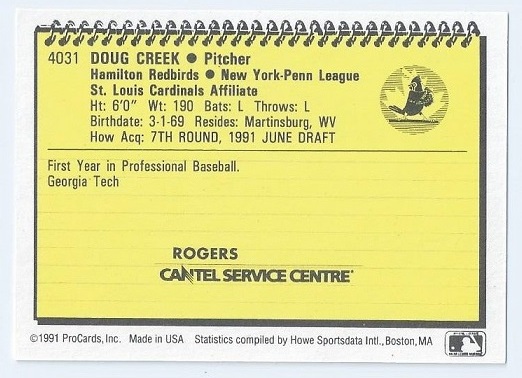 4031 DOUG CREEK ● Pitcher
Hamilton Redbirds ● New York-Penn League
St. Louis Cardinals Affiliate
Ht: 6'0" Wt: 190 Bats: L Throws: L
Birthdate: 3-1-69 Resides: Martinsburg, WV
How Acq: 7TH ROUND, 1991 JUNE DRAFT
First Year in Professional Baseball.
Georgia Tech
ROGERS
CANTEL SERVICE CENTRE
©1991 ProCards, Inc. Made in USA Statistics compiled by Howe Sportsdata Intl., Boston, MA